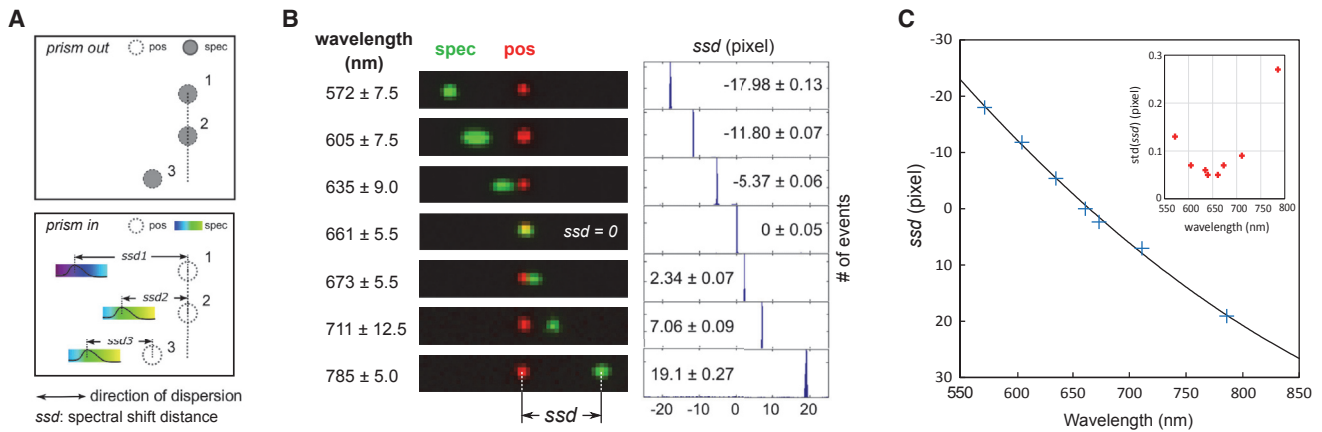 A
prism out
pos
spec
1
2
3
prism in
pos
spec
ssd1
1
ssd2
2
ssd3
3
direction of dispersion
ssd: spectral shift distance
B
wavelength
(nm)
spec
pos
ssd (pixel)
572 ± 7.5
-17.98 ± 0.13
605 ± 7.5
-11.80 ± 0.07
635 ± 9.0
-5.37 ± 0.06
661 ± 5.5
ssd = 0
0 ± 0.05
673 ± 5.5
2.34 ± 0.07
711 ± 12.5
7.06 ± 0.09
785 ± 5.0
19.1 ± 0.27
ssd
-20 -10 0 10 20
# of events
C
-30
-20
-10
0
10
20
30
ssd (pixel)
550 600 650 700 750 800 850
Wavelength (nm)
0.3
0.2
0.1
0
std(ssd) (pixel)
550 600 650 700 750 800
wavelength (nm)